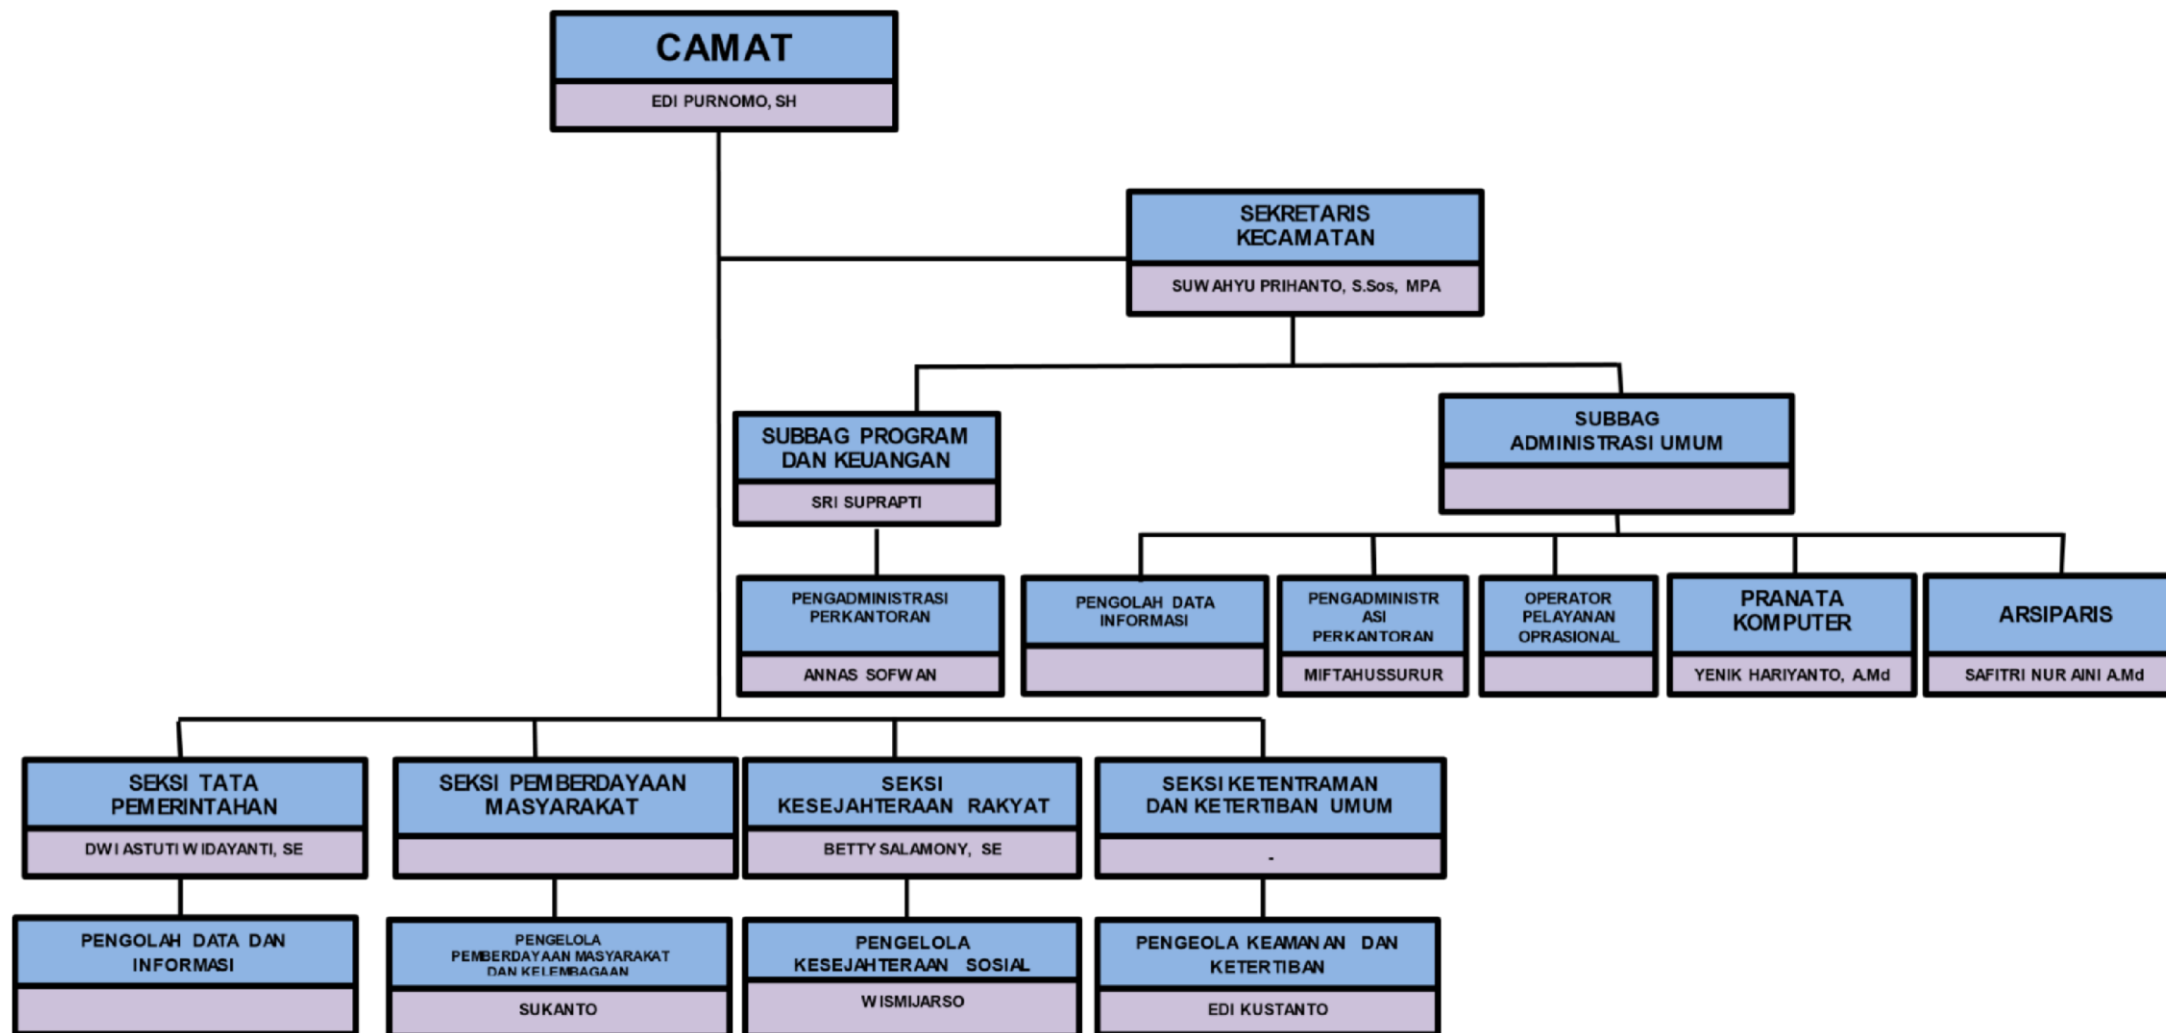 CAMAT
EDI PURNOMO, SH
SEKRETARIS
KECAMATAN
SUWAHYU PRIHANTO, S.Sos, MPA
SUBBAG PROGRAM
DAN KEUANGAN
SRI SUPRAPTI
SUBBAG
ADMINISTRASI UMUM
PENGADMINISTRASI
PERKANTORAN
ANNAS SOFWAN
PENGOLAH DATA
INFORMASI
PENGADMINISTR
ASI
PERKANTORAN
MIFTAHUSSURUR
OPERATOR
PELAYANAN
OPRASIONAL
PRANATA
KOMPUTER
YENIK HARIYANTO, A.Md
ARSIPARIS
SAFITRI NUR AINI A.Md
SEKSI TATA
PEMERINTAHAN
DWI ASTUTI WIDAYANTI, SE
SEKSI PEMBERDAYAAN
MASYARAKAT
SEKSI
KESEJAHTERAAN RAKYAT
BETTY SALAMONY, SE
SEKSI KETENTRAMAN
DAN KETERTIBAN UMUM
-
PENGOLAH DATA DAN
INFORMASI
PENGELOLA
PEMBERDAYAAN MASYARAKAT
DAN KELEMBAGAAN
SUKANTO
PENGELOLA
KESEJAHTERAAN SOSIAL
WISMIJARSO
PENGEOLA KEAMANAN DAN
KETERTIBAN
EDI KUSTANTO